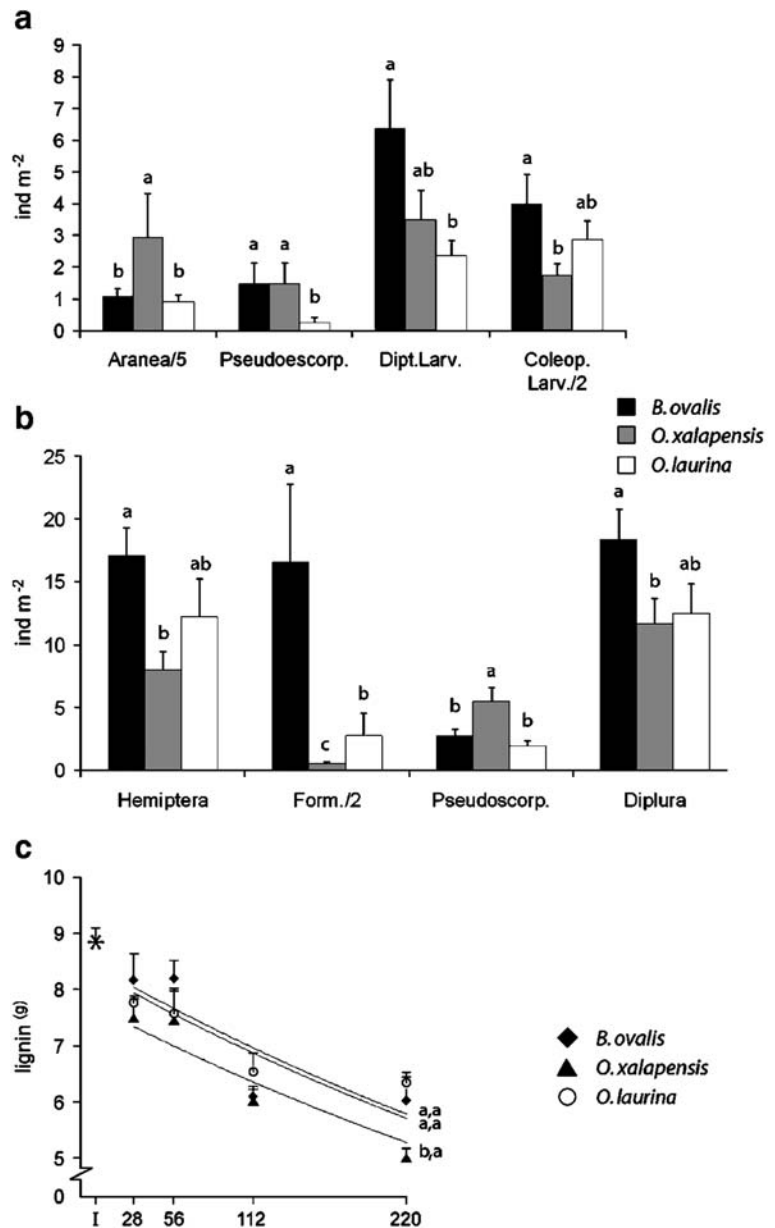 a
9
8
7
6
5
4
3
2
1
0
ind m⁻²
b a b
a a b
a ab b
a b ab
Aranea/5 Pseudoescorp. Dipt.Larv. Coleop. Larv./2
b
B.ovalis
O.xalapensis
O.laurina
25
20
15
10
5
0
ind m⁻²
a b ab
a c b
b a b
a b ab
Hemiptera Form./2 Pseudoscorp. Diplura
c
10
9
8
7
6
5
0
lignin (g)
a,a
a,a
b,a
B.ovalis
O.xalapensis
O.laurina
I 28 56 112 220